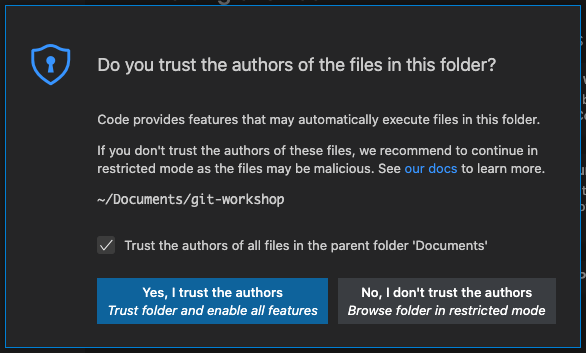 Do you trust the authors of the files in this folder?
Code provides features that may automatically execute files in this folder.
If you don't trust the authors of these files, we recommend to continue in
restricted mode as the files may be malicious. See our docs to learn more.
~/Documents/git-workshop
Trust the authors of all files in the parent folder 'Documents'
Yes, I trust the authors
Trust folder and enable all features
No, I don't trust the authors
Browse folder in restricted mode